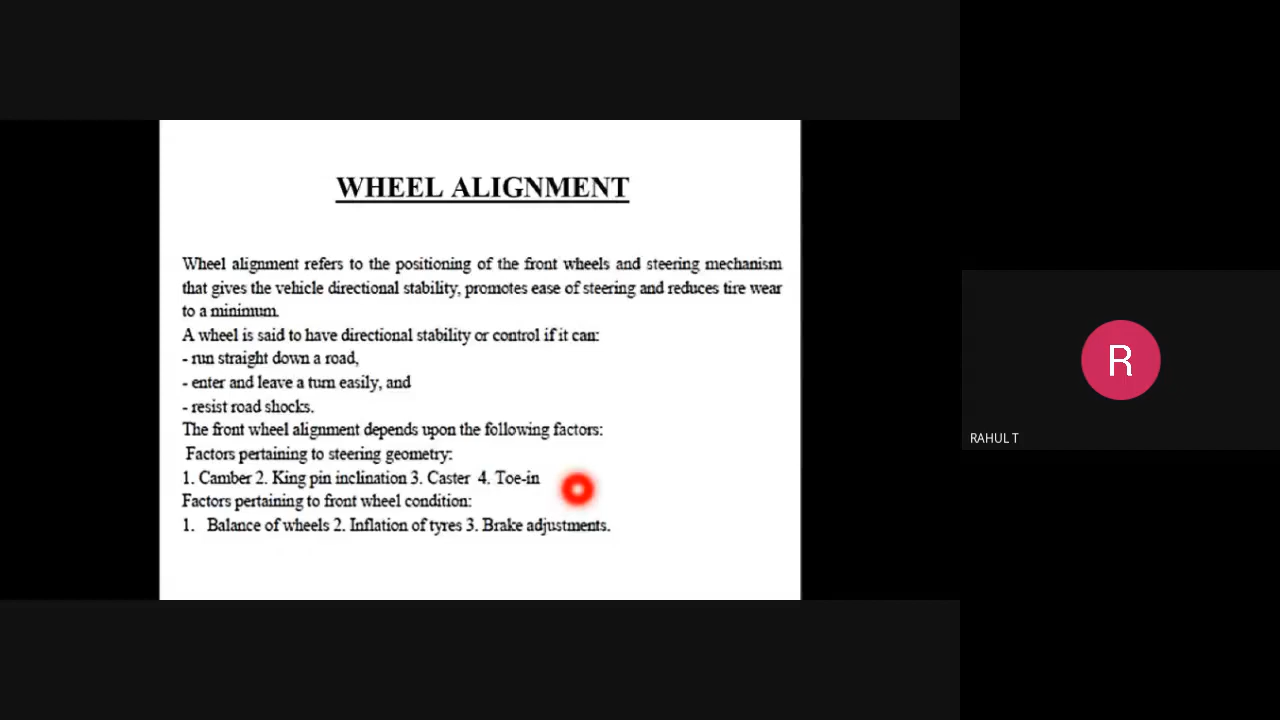 WHEEL ALIGNMENT
Wheel alignment refers to the positioning of the front wheels and steering mechanism
that gives the vehicle directional stability, promotes ease of steering and reduces tire wear
to a minimum.
A wheel is said to have directional stability or control if it can:
- run straight down a road,
- enter and leave a turn easily, and
- resist road shocks.
The front wheel alignment depends upon the following factors:
Factors pertaining to steering geometry:
1. Camber 2. King pin inclination 3. Caster 4. Toe-in
Factors pertaining to front wheel condition:
1. Balance of wheels 2. Inflation of tyres 3. Brake adjustments.
R
RAHUL T